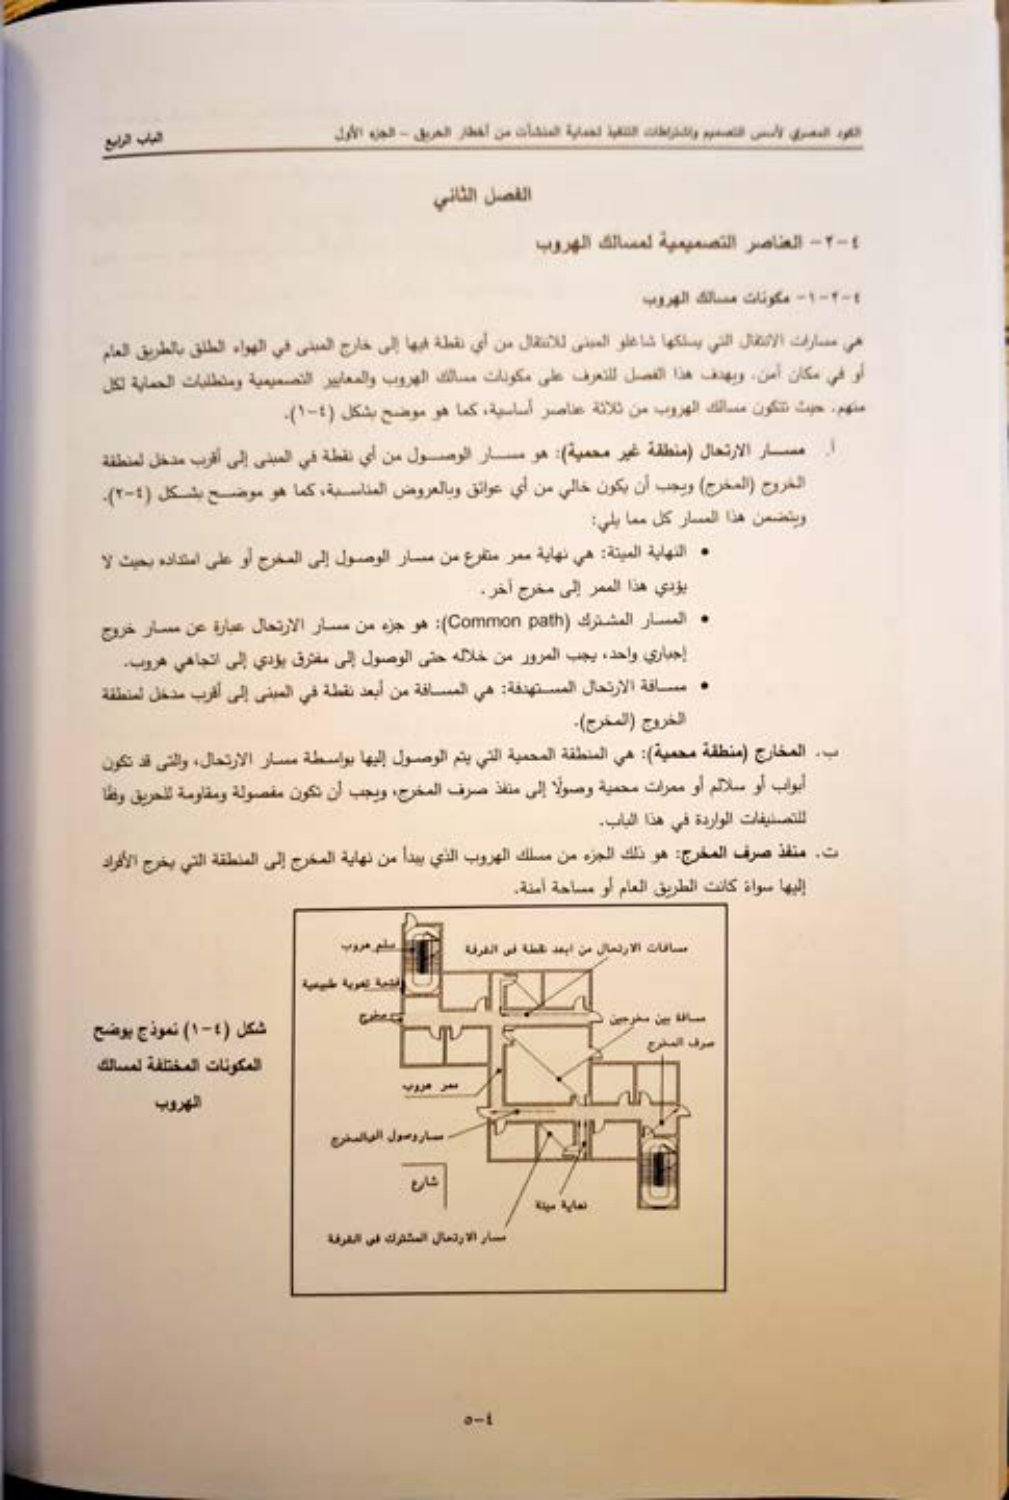 الكود المصري لأسس التصميم واشتراطات التنفيذ لحماية المنشآت من أخطار الحريق – الجزء الأول
الباب الرابع
الفصل الثاني
٤-٢- العناصر التصميمية لمسالك الهروب
٤-٢-١- مكونات مسالك الهروب
هي مسارات الانتقال التي يسلكها شاغلو المبنى للانتقال من أي نقطة فيها إلى خارج المبنى في الهواء الطلق بالطريق العام
أو في مكان آمن. ويهدف هذا الفصل للتعرف على مكونات مسالك الهروب والمعايير التصميمية ومتطلبات الحماية لكل
منهم. حيث تتكون مسالك الهروب من ثلاثة عناصر أساسية، كما هو موضح بشكل (٤-١).
أ. مسار الارتحال (منطقة غير محمية): هو مسار الوصول من أي نقطة في المبنى إلى أقرب مدخل لمنطقة
الخروج (المخرج) ويجب أن يكون خالي من أي عوائق وبالعروض المناسبة، كما هو موضح بشكل (٤-٢).
ويتضمن هذا المسار كل مما يلي:
• النهاية الميتة: هي نهاية ممر متفرع من مسار الوصول إلى المخرج أو على امتداده بحيث لا
يؤدي هذا الممر إلى مخرج آخر.
• المسار المشترك (Common path): هو جزء من مسار الارتحال عبارة عن مسار خروج
إجباري واحد، يجب المرور من خلاله حتى الوصول إلى مفترق يؤدي إلى اتجاهي هروب.
• مسافة الارتحال المستهدفة: هي المسافة من أبعد نقطة في المبنى إلى أقرب مدخل لمنطقة
الخروج (المخرج).
ب. المخارج (منطقة محمية): هي المنطقة المحمية التي يتم الوصول إليها بواسطة مسار الارتحال، والتى قد تكون
أبواب أو سلالم أو ممرات محمية وصولًا إلى منفذ صرف المخرج، ويجب أن تكون مفصولة ومقاومة للحريق وفقًا
للتصنيفات الواردة في هذا الباب.
ت. منفذ صرف المخرج: هو ذلك الجزء من مسلك الهروب الذي يبدأ من نهاية المخرج إلى المنطقة التي يخرج الأفراد
إليها سواءً كانت الطريق العام أو مساحة آمنة.
سلم هروب
مسافات الارتحال من ابعد نقطة فى الغرفة
فتحة تهوية طبيعية
مخرج
مسافة بين مخرجين
صرف المخرج
ممر هروب
مسار وصول الى المخرج
شارع
نهاية ميتة
مسار الارتحال المشترك فى الغرفة
شكل (٤-١) نموذج يوضح
المكونات المختلفة لمسالك
الهروب
٤-٥